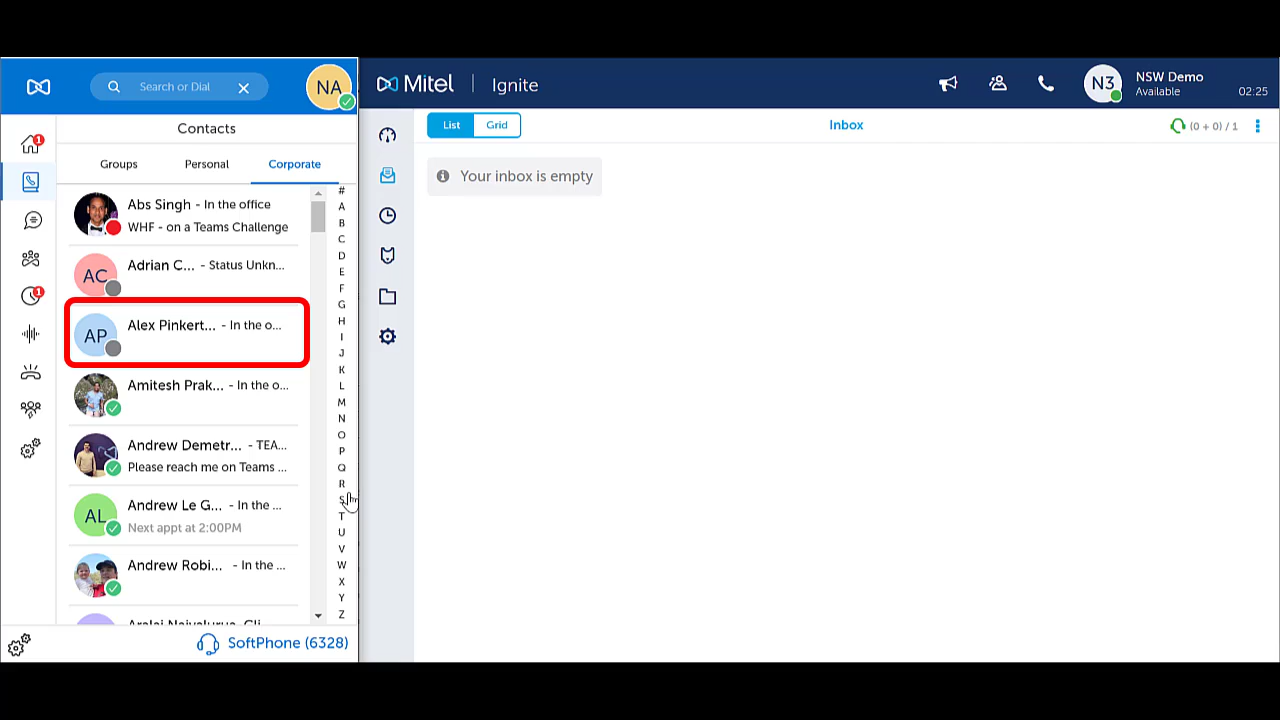 Search or Dial
NA
Contacts
Groups
Personal
Corporate
1
1
Abs Singh - In the office
WHF - on a Teams Challenge
AC
Adrian C... - Status Unkn...
AP
Alex Pinkert... - In the o...
Amitesh Prak... - In the o...
Andrew Demetr... - TEA...
Please reach me on Teams ...
AL
Andrew Le G... - In the ...
Next appt at 2:00PM
Andrew Robi... - In the ...
#
A
B
C
D
E
F
G
H
I
J
K
L
M
N
O
P
Q
R
S
T
U
V
W
X
Y
Z
SoftPhone (6328)
Mitel | Ignite
N3
NSW Demo
Available
02:25
List
Grid
Inbox
(0 + 0) / 1
Your inbox is empty